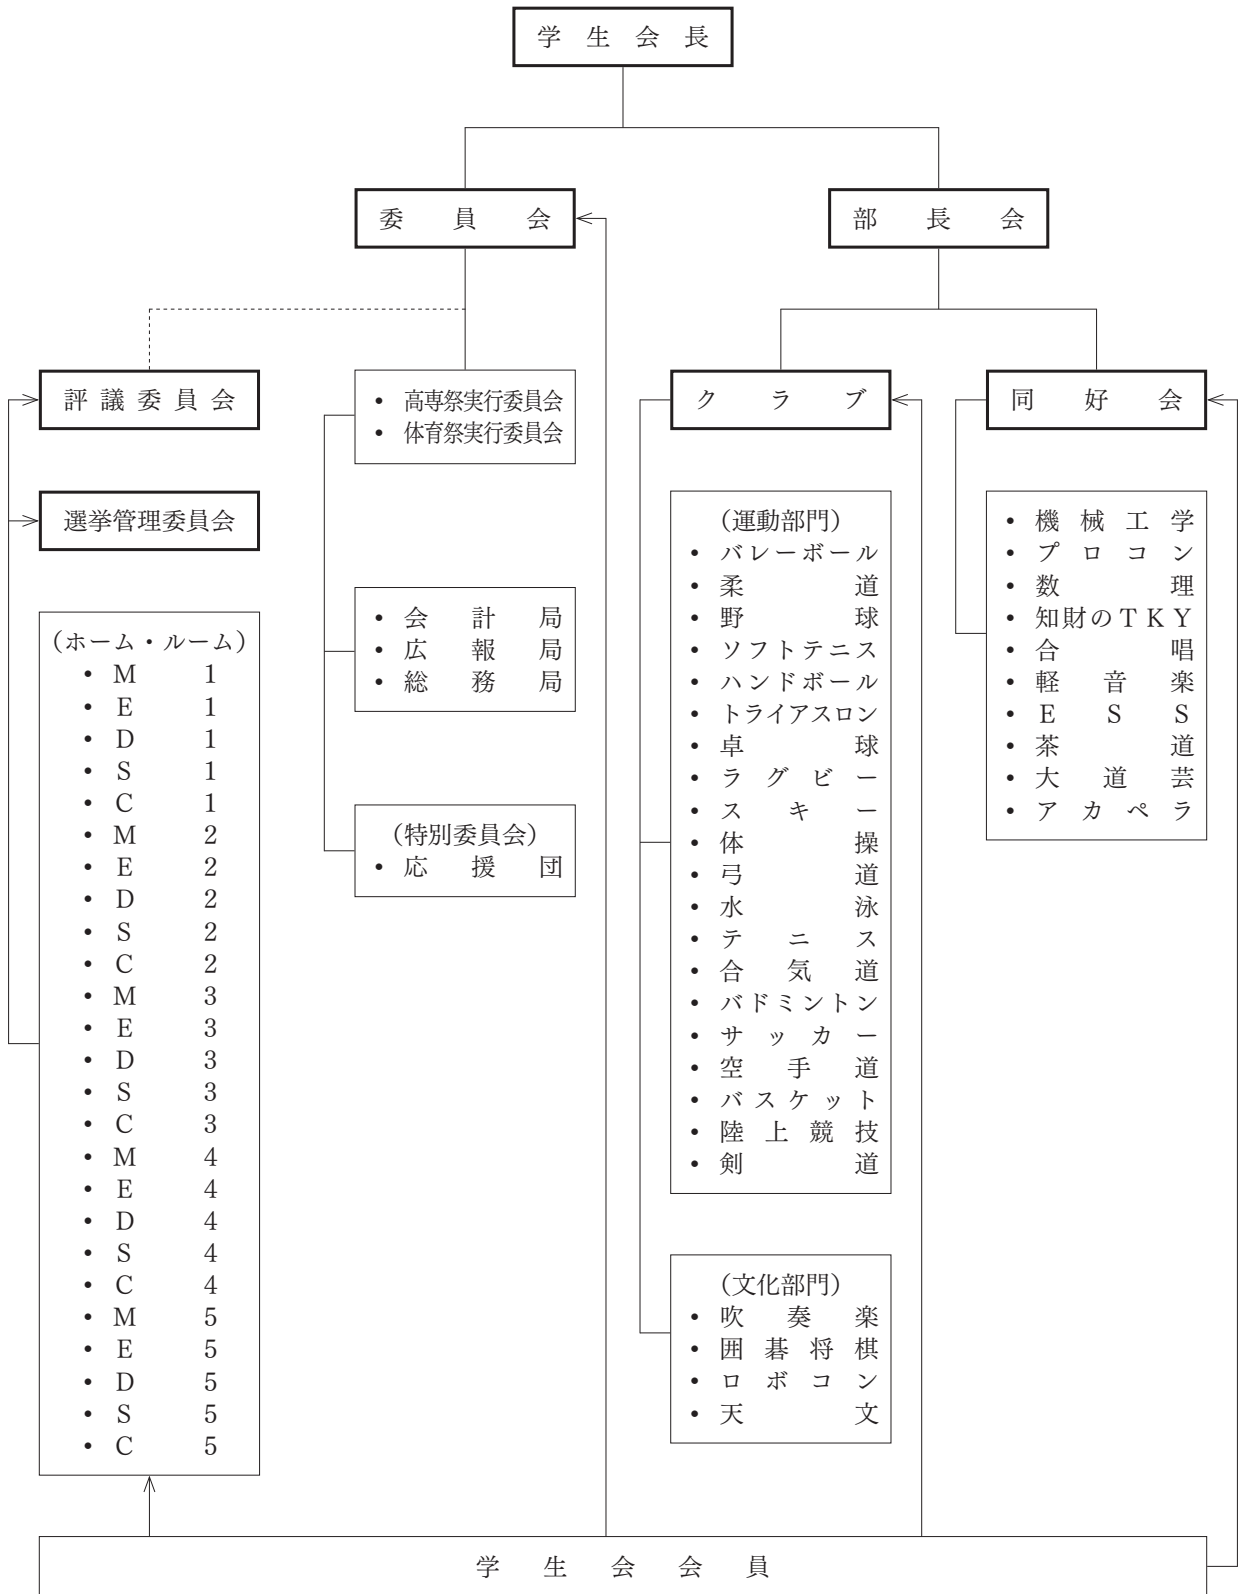 学生会長
委員会
部長会
評議委員会
選挙管理委員会
(ホーム・ルーム)
• M 1
• E 1
• D 1
• S 1
• C 1
• M 2
• E 2
• D 2
• S 2
• C 2
• M 3
• E 3
• D 3
• S 3
• C 3
• M 4
• E 4
• D 4
• S 4
• C 4
• M 5
• E 5
• D 5
• S 5
• C 5
• 高専祭実行委員会
• 体育祭実行委員会
• 会計局
• 広報局
• 総務局
(特別委員会)
• 応援団
クラブ
(運動部門)
• バレーボール
• 柔道
• 野球
• ソフトテニス
• ハンドボール
• トライアスロン
• 卓球
• ラグビー
• スキー
• 体操
• 弓道
• 水泳
• テニス
• 合気道
• バドミントン
• サッカー
• 空手道
• バスケット
• 陸上競技
• 剣道
(文化部門)
• 吹奏楽
• 囲碁将棋
• ロボコン
• 天文
同好会
• 機械工学
• プロコン
• 数理
• 知財のTKY
• 合唱
• 軽音楽
• ESS
• 茶道
• 大道芸
• アカペラ
学生会会員